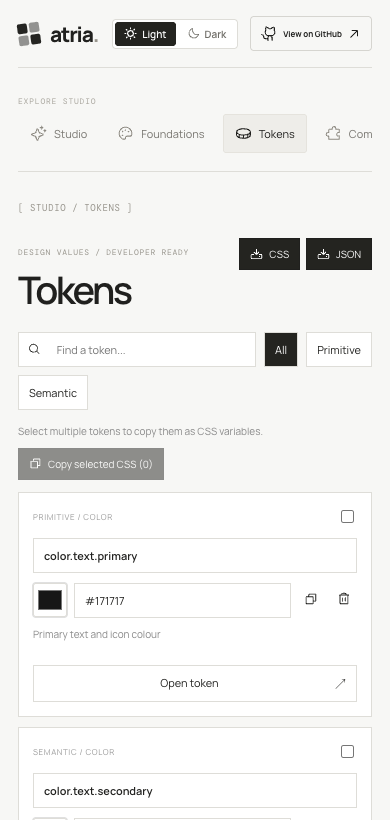 atria.
Light
Dark
View on GitHub
EXPLORE STUDIO
Studio
Foundations
Tokens
Com
[ STUDIO / TOKENS ]
DESIGN VALUES / DEVELOPER READY
CSS
JSON
Tokens
Find a token...
All
Primitive
Semantic
Select multiple tokens to copy them as CSS variables.
Copy selected CSS (0)
PRIMITIVE / COLOR
color.text.primary
#171717
Primary text and icon colour
Open token
SEMANTIC / COLOR
color.text.secondary